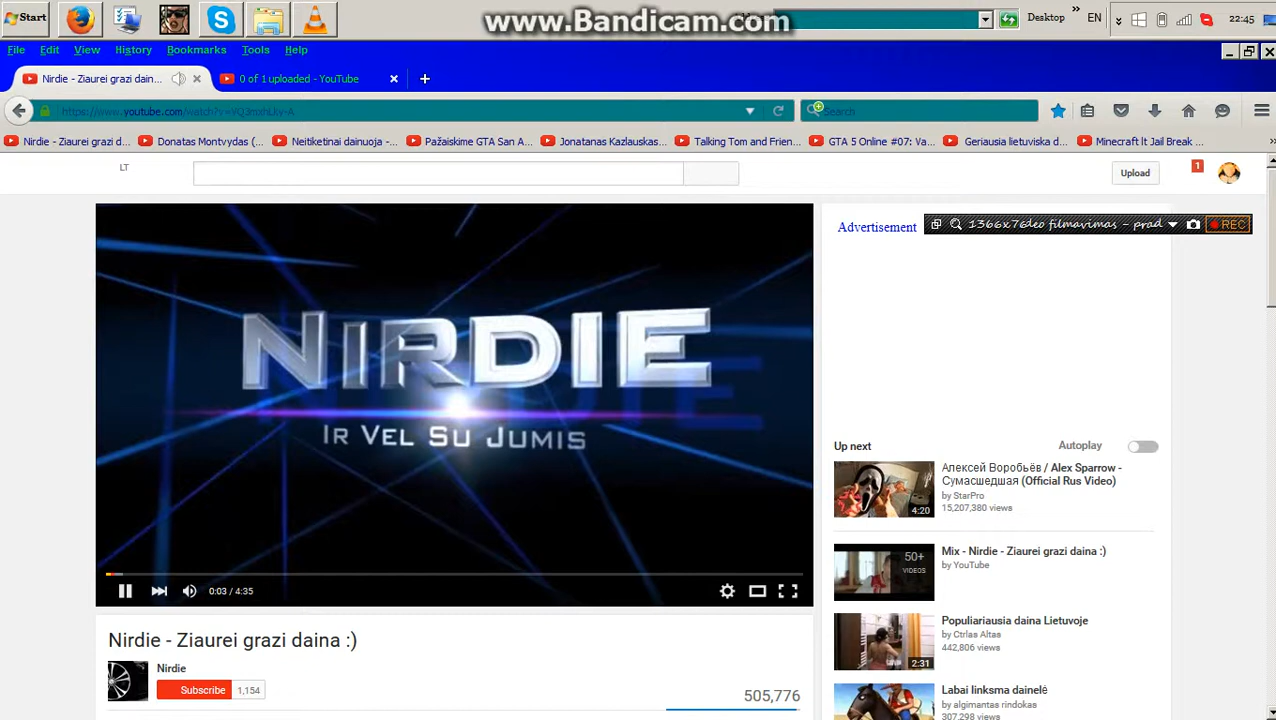 Start
www.Bandicam.com
Desktop
»
EN
22:45
File Edit View History Bookmarks Tools Help
Nirdie - Ziaurei grazi dain...
0 of 1 uploaded - YouTube
Search
Nirdie - Ziaurei grazi d...
Donatas Montvydas (...
Neitiketinai dainuoja -...
Pažaiskime GTA San A...
Jonatanas Kazlauskas...
Talking Tom and Frien...
GTA 5 Online #07: Va...
Geriausia lietuviska d...
Minecraft lt Jail Break ...
»
LT
Upload
1
Advertisement
1366x76deo filmavimas - prad
REC
NIRDIE
IR VEL SU JUMIS
0:03 / 4:35
Up next
Autoplay
Алексей Воробьёв / Alex Sparrow -
Сумасшедшая (Official Rus Video)
by StarPro
15,207,380 views
4:20
Mix - Nirdie - Ziaurei grazi daina :)
by YouTube
50+
VIDEOS
Populiariausia daina Lietuvoje
by Ctrlas Altas
442,806 views
2:31
Labai linksma dainelė
by algimantas rindokas
307,298 views
Nirdie - Ziaurei grazi daina :)
Nirdie
Subscribe
1,154
505,776